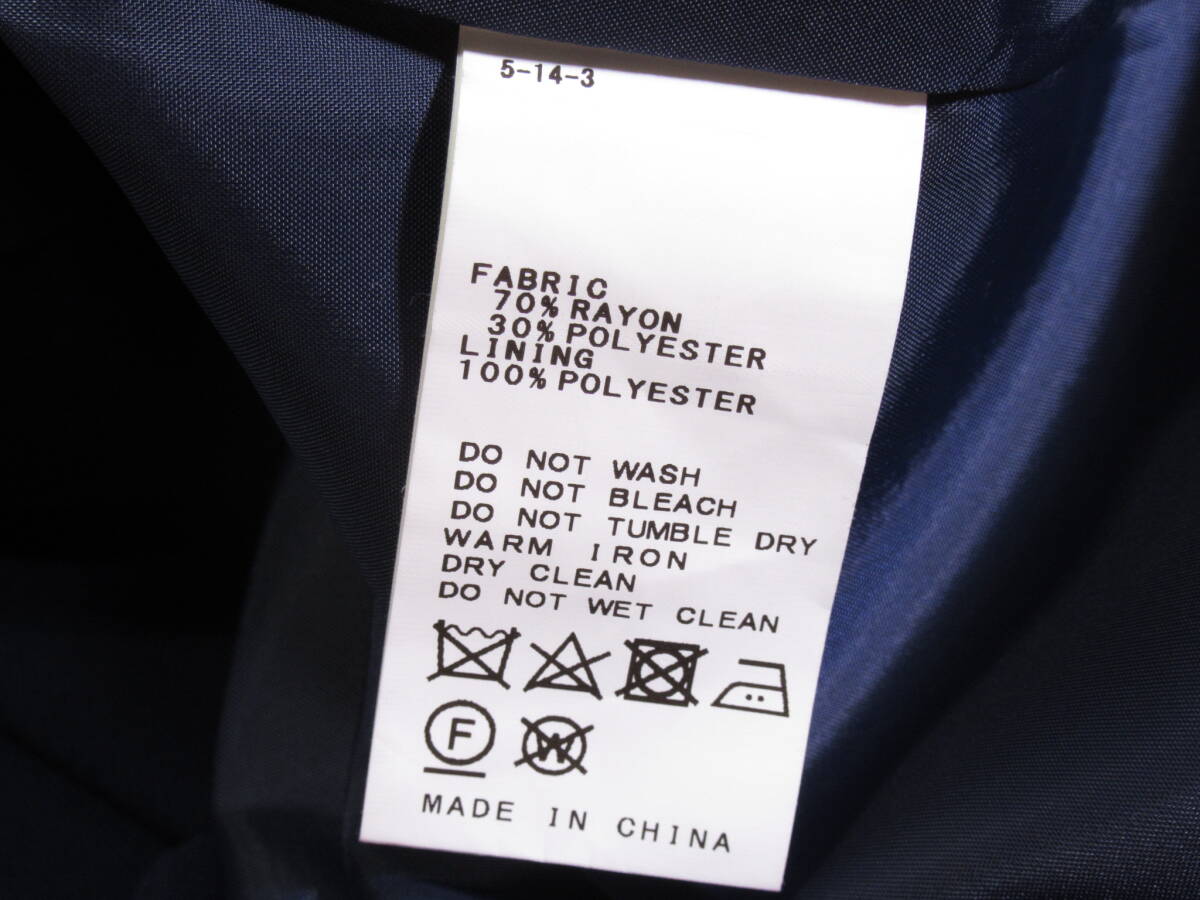 5-14-3
FABRIC
70% RAYON
30% POLYESTER
LINING
100% POLYESTER
DO NOT WASH
DO NOT BLEACH
DO NOT TUMBLE DRY
WARM IRON
DRY CLEAN
DO NOT WET CLEAN
F W
MADE IN CHINA